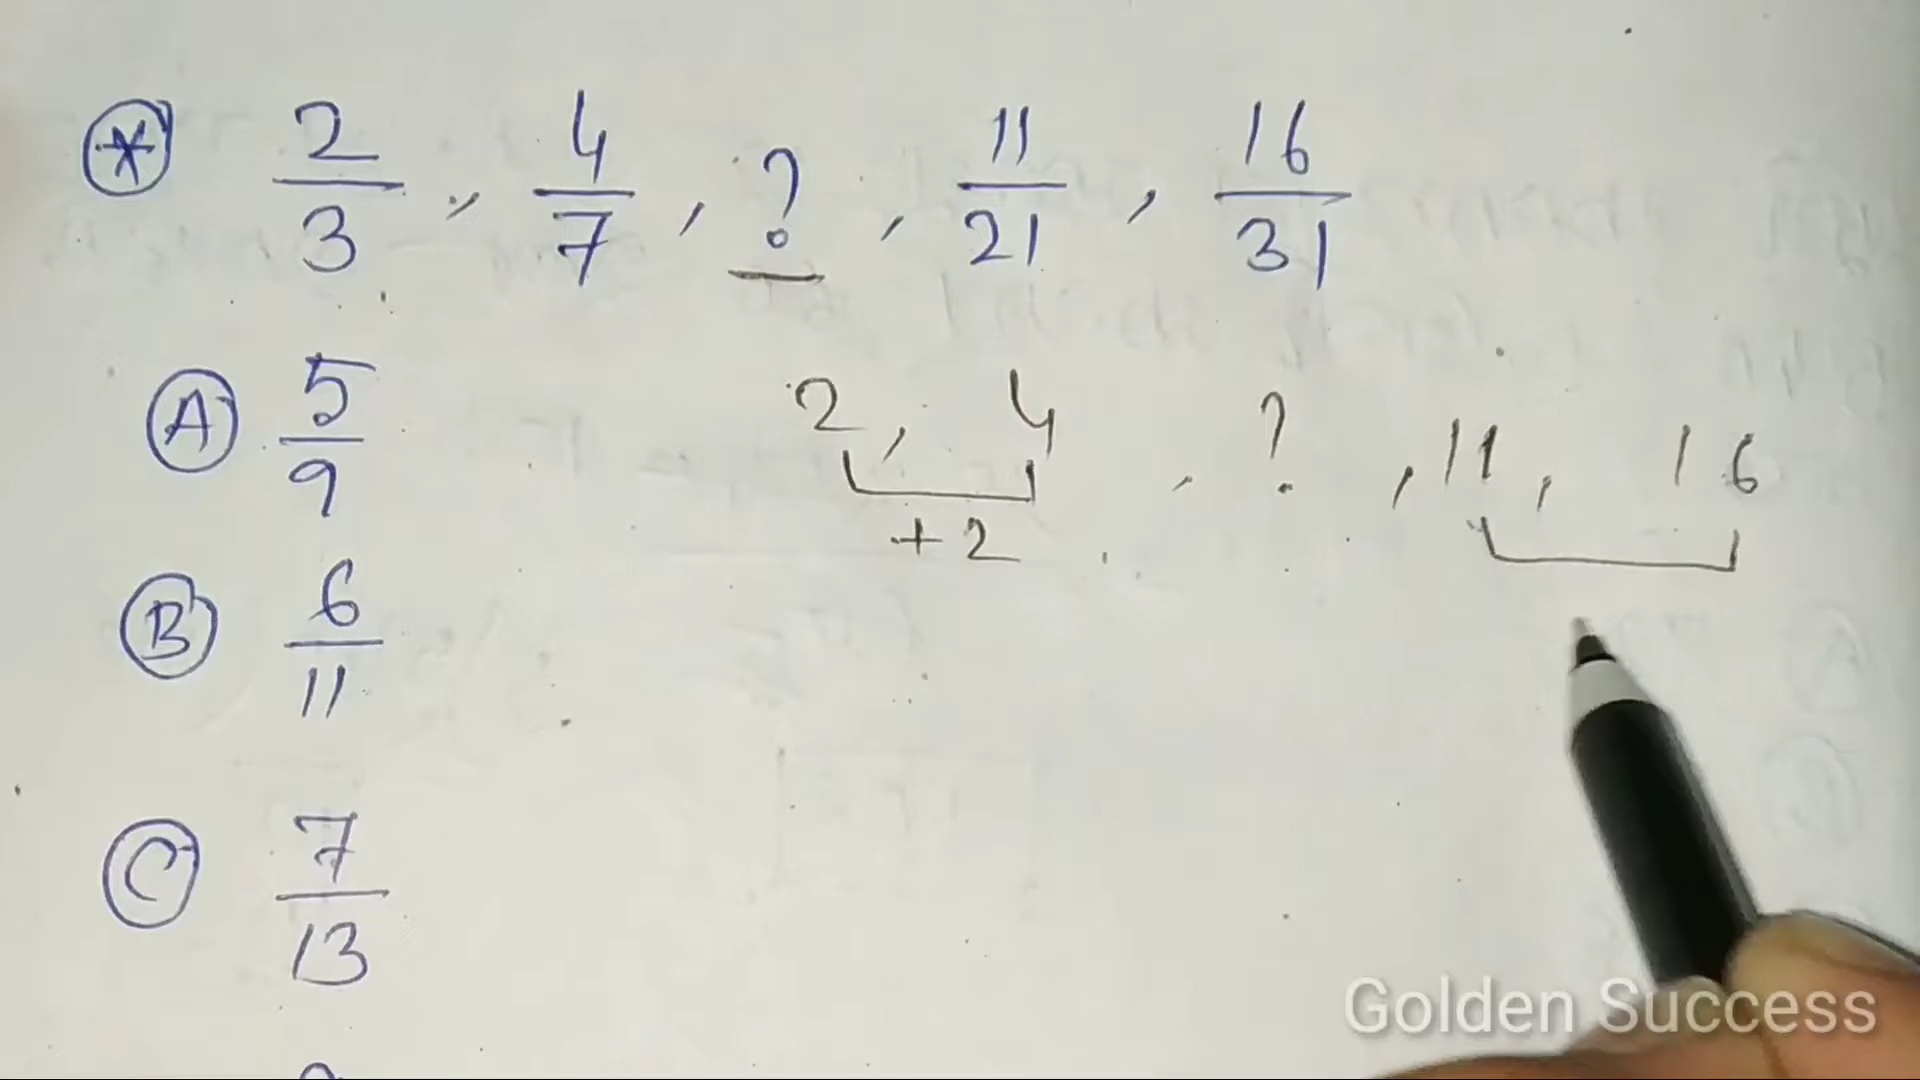 * 2/3 , 4/7 , ? , 11/21 , 16/31
A 5/9
2 , 4 , ? , 11 , 16
+2
B 6/11
C 7/13
Golden Success